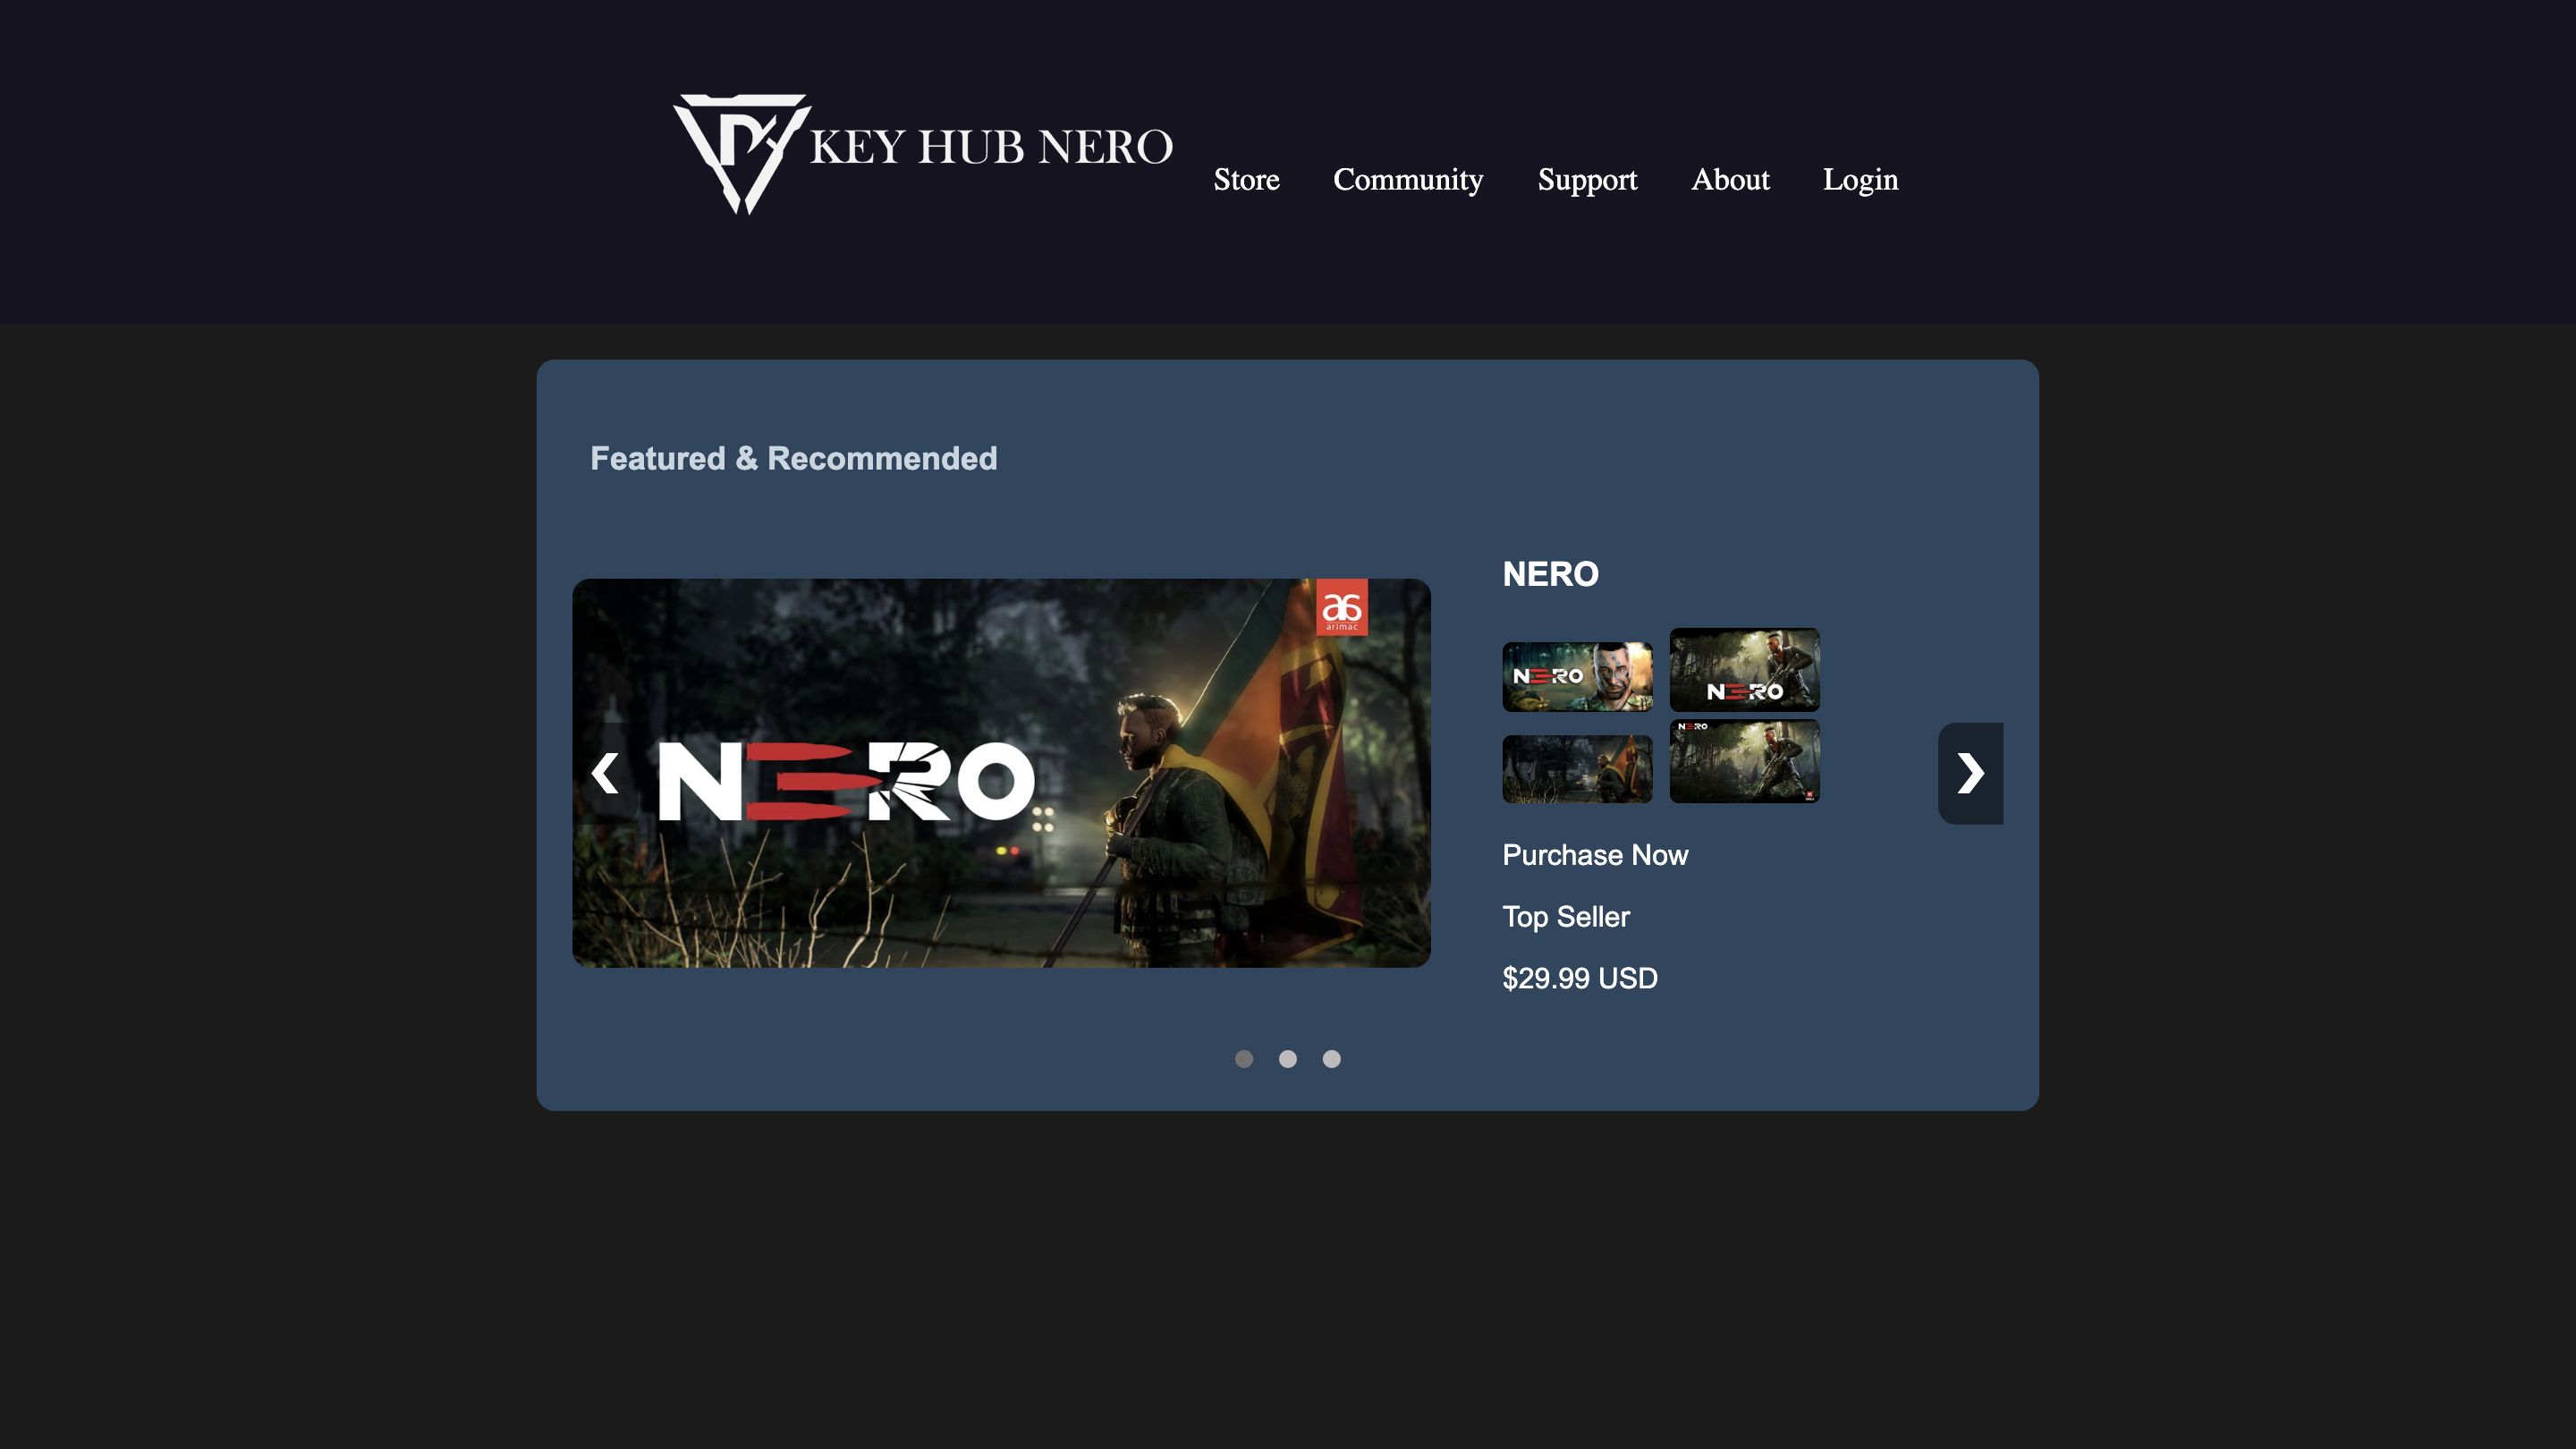 KEY HUB NERO
Store Community Support About Login
Featured & Recommended
NERO
arimac
NERO
NERO
NERO
NERO
Purchase Now
Top Seller
$29.99 USD